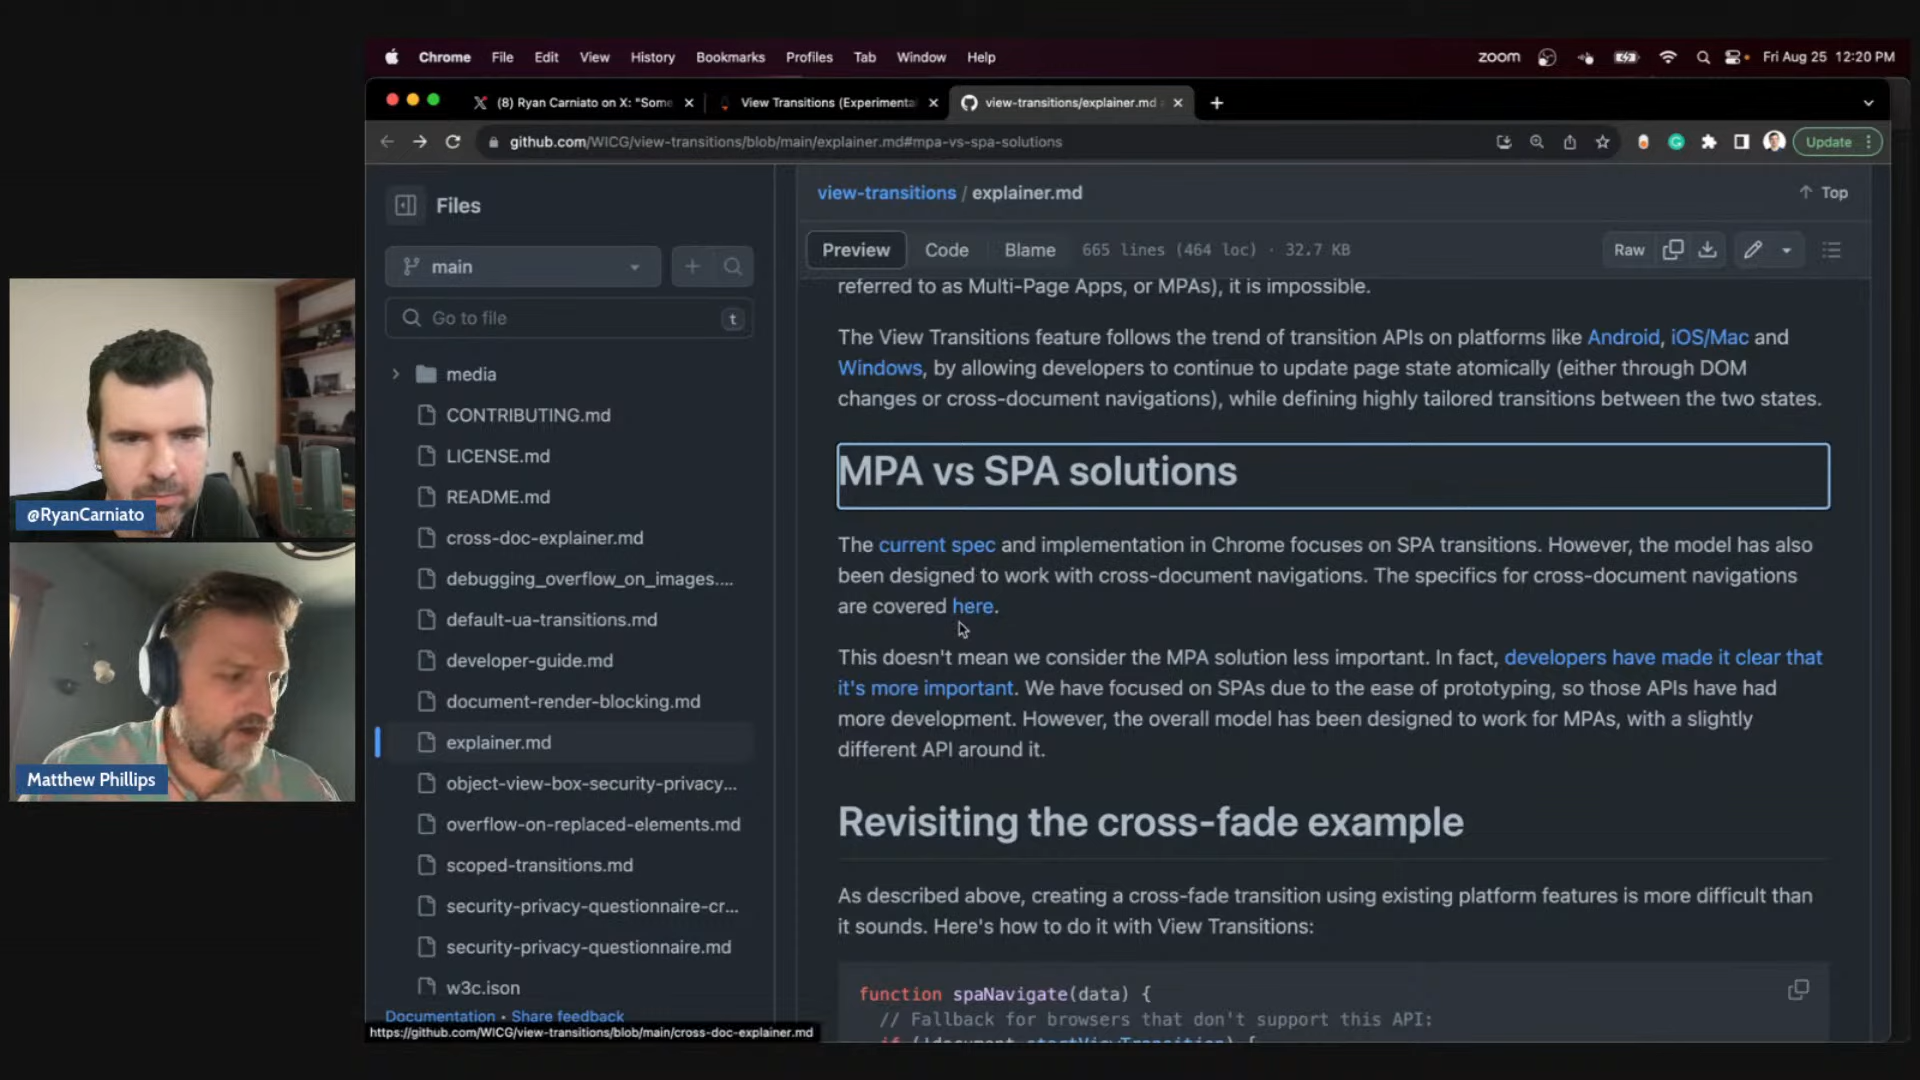 Chrome File Edit View History Bookmarks Profiles Tab Window Help zoom Fri Aug 25 12:20 PM
(8) Ryan Carniato on X: "Some
View Transitions (Experimenta
view-transitions/explainer.md
github.com/WICG/view-transitions/blob/main/explainer.md#mpa-vs-spa-solutions
Update
Files
main
Go to file
t
media
CONTRIBUTING.md
LICENSE.md
README.md
cross-doc-explainer.md
debugging_overflow_on_images....
default-ua-transitions.md
developer-guide.md
document-render-blocking.md
explainer.md
object-view-box-security-privacy...
overflow-on-replaced-elements.md
scoped-transitions.md
security-privacy-questionnaire-cr...
security-privacy-questionnaire.md
w3c.json
Documentation • Share feedback
https://github.com/WICG/view-transitions/blob/main/cross-doc-explainer.md
view-transitions / explainer.md
Top
Preview Code Blame 665 lines (464 loc) · 32.7 KB
Raw
referred to as Multi-Page Apps, or MPAs), it is impossible.
The View Transitions feature follows the trend of transition APIs on platforms like Android, iOS/Mac and
Windows, by allowing developers to continue to update page state atomically (either through DOM
changes or cross-document navigations), while defining highly tailored transitions between the two states.
MPA vs SPA solutions
The current spec and implementation in Chrome focuses on SPA transitions. However, the model has also
been designed to work with cross-document navigations. The specifics for cross-document navigations
are covered here.
This doesn't mean we consider the MPA solution less important. In fact, developers have made it clear that
it's more important. We have focused on SPAs due to the ease of prototyping, so those APIs have had
more development. However, the overall model has been designed to work for MPAs, with a slightly
different API around it.
Revisiting the cross-fade example
As described above, creating a cross-fade transition using existing platform features is more difficult than
it sounds. Here's how to do it with View Transitions:
function spaNavigate(data) {
// Fallback for browsers that don't support this API:
if (!document.startViewTransition) {
@RyanCarniato
Matthew Phillips